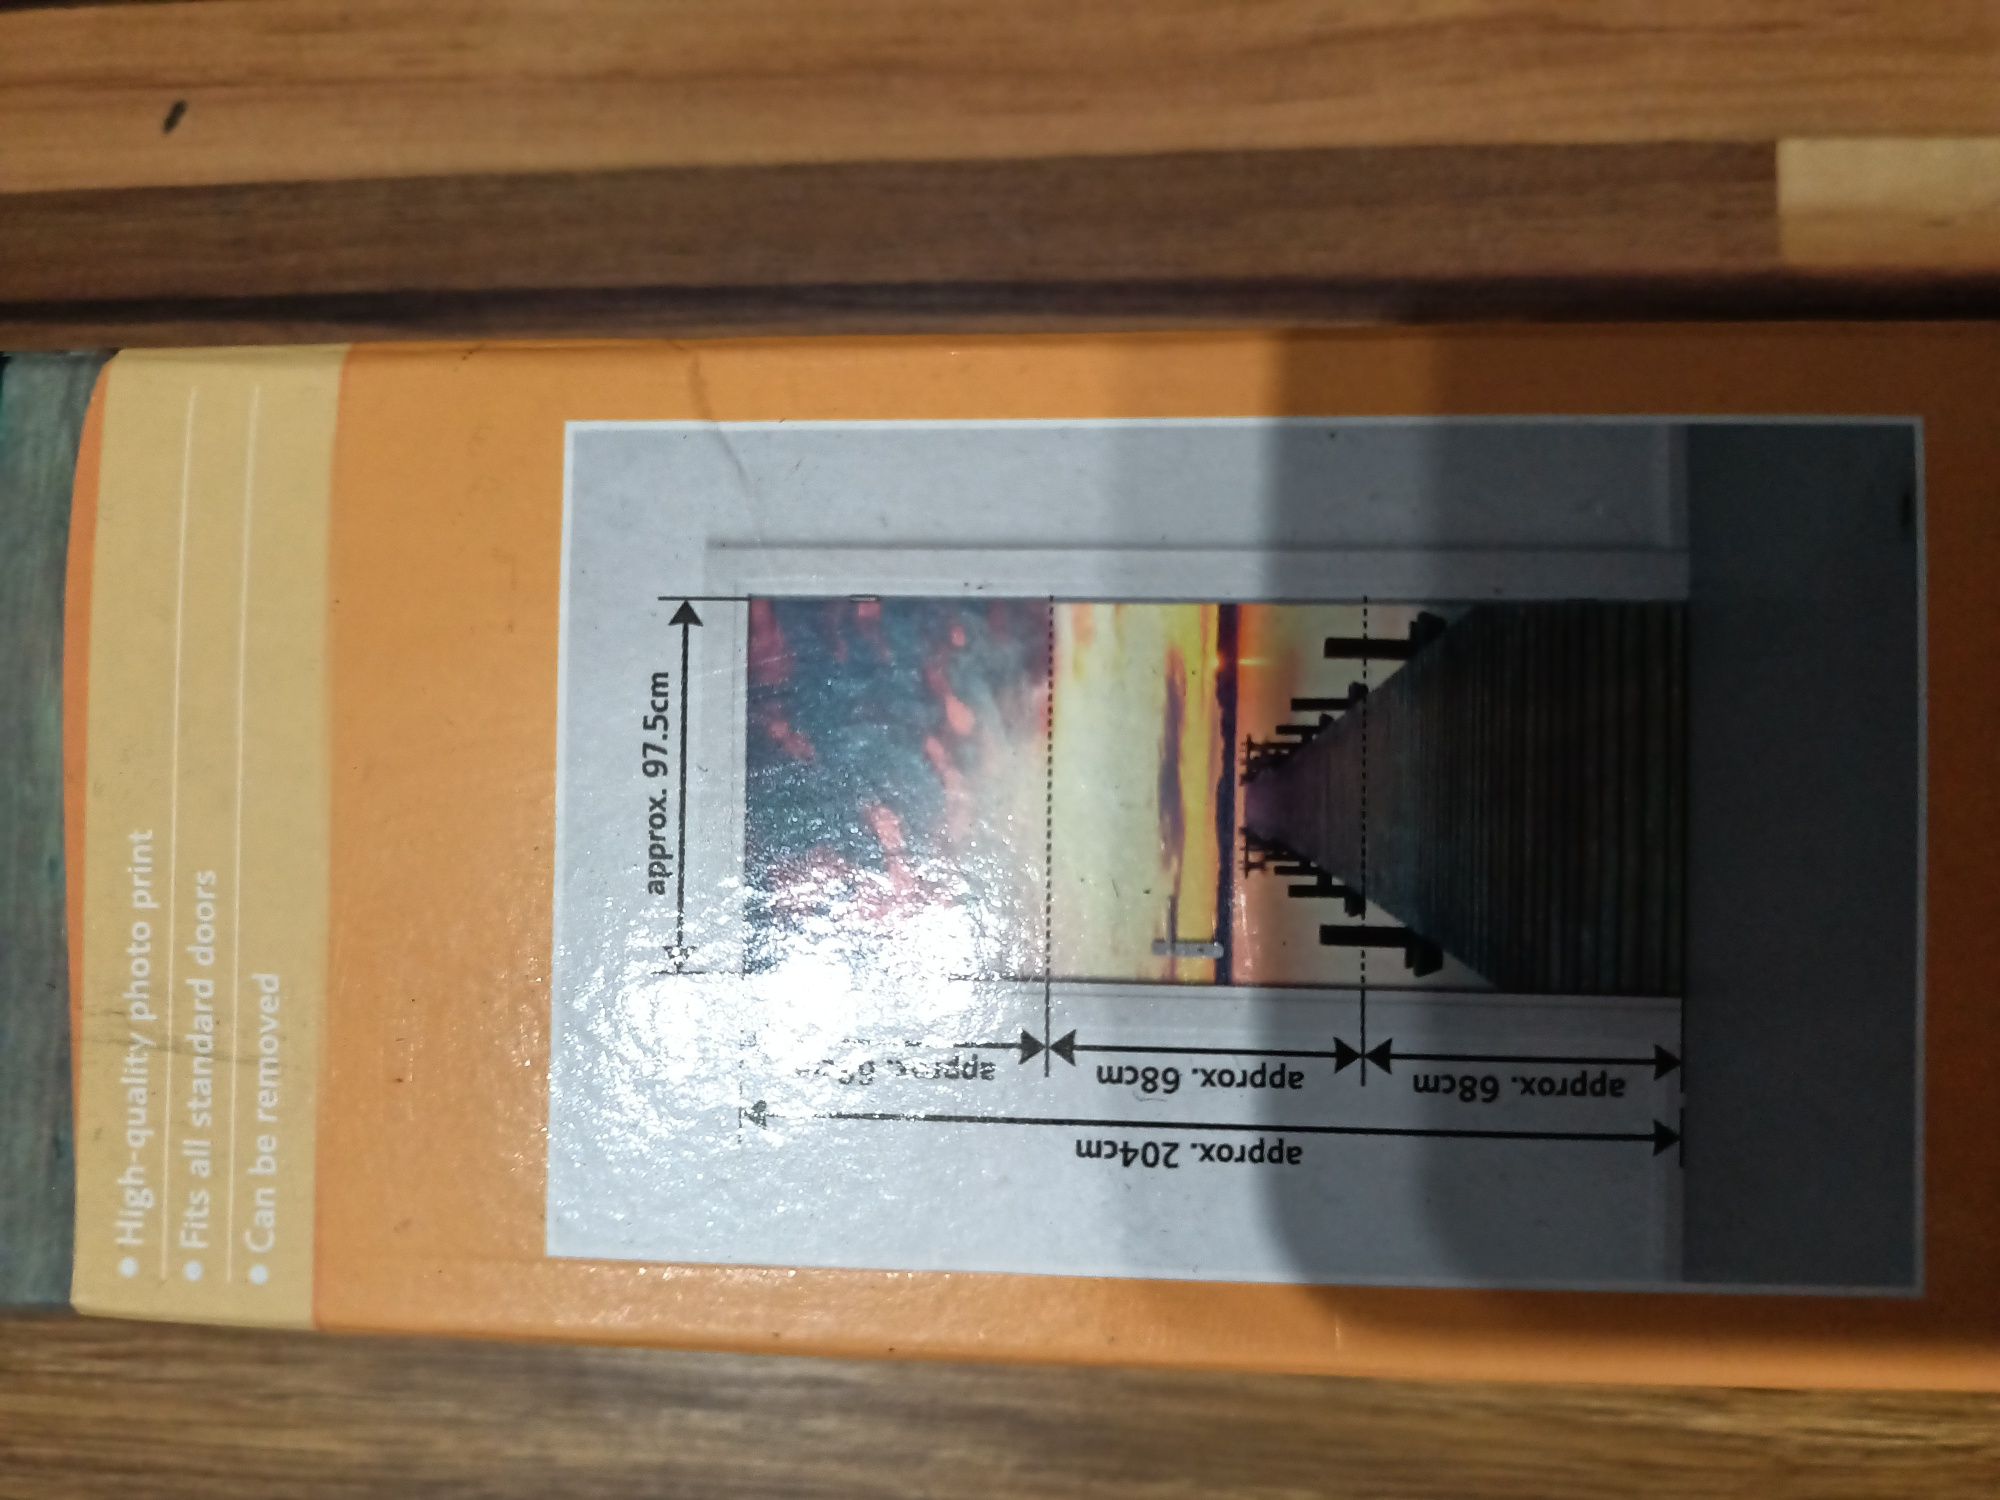 • High-quality photo print
• Fits all standard doors
• Can be removed
approx. 97.5cm
approx.
approx. 68cm
approx. 68cm
approx. 204cm